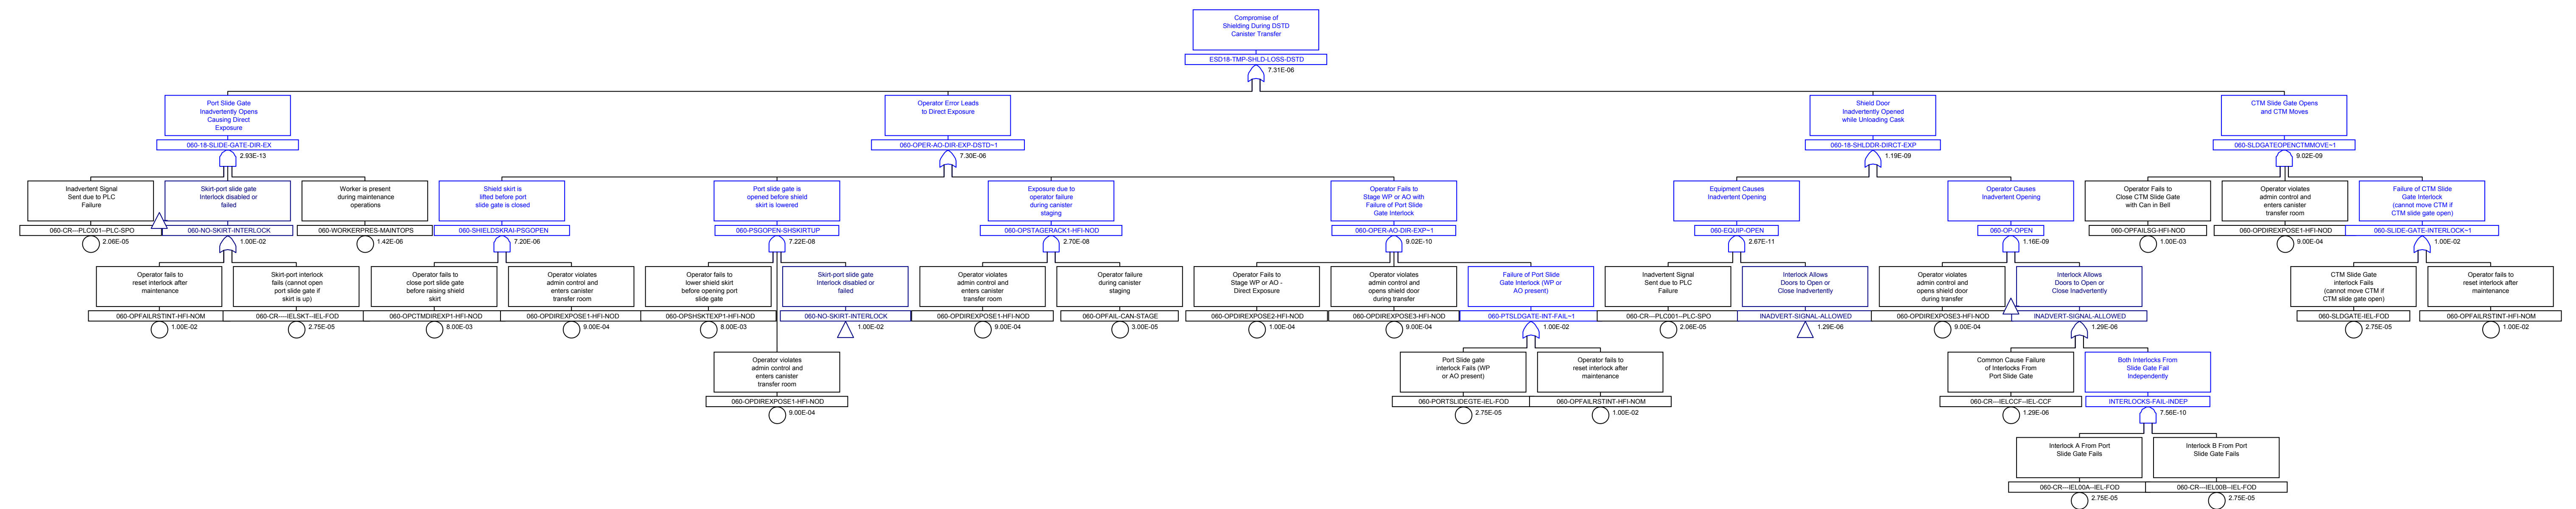 Compromise of
Shielding During DSTD
Canister Transfer
ESD18-TMP-SHLD-LOSS-DSTD
7.31E-06
Port Slide Gate
Inadvertently Opens
Causing Direct
Exposure
060-18-SLIDE-GATE-DIR-EX
2.93E-13
Operator Error Leads
to Direct Exposure
060-OPER-AO-DIR-EXP-DSTD~1
7.30E-06
Shield Door
Inadvertently Opened
while Unloading Cask
060-18-SHLDDR-DIRCT-EXP
1.19E-09
CTM Slide Gate Opens
and CTM Moves
060-SLDGATEOPENCTMMOVE~1
9.02E-09
Inadvertent Signal
Sent due to PLC
Failure
060-CR---PLC001--PLC-SPO
2.06E-05
Skirt-port slide gate
Interlock disabled or
failed
060-NO-SKIRT-INTERLOCK
1.00E-02
Worker is present
during maintenance
operations
060-WORKERPRES-MAINTOPS
1.42E-06
Shield skirt is
lifted before port
slide gate is closed
060-SHIELDSKRAI-PSGOPEN
7.20E-06
Port slide gate is
opened before shield
skirt is lowered
060-PSGOPEN-SHSKIRTUP
7.22E-08
Exposure due to
operator failure
during canister
staging
060-OPSTAGERACK1-HFI-NOD
2.70E-08
Operator Fails to
Stage WP or AO with
Failure of Port Slide
Gate Interlock
060-OPER-AO-DIR-EXP~1
9.02E-10
Equipment Causes
Inadvertent Opening
060-EQUIP-OPEN
2.67E-11
Operator Causes
Inadvertent Opening
060-OP-OPEN
1.16E-09
Operator Fails to
Close CTM Slide Gate
with Can in Bell
060-OPFAILSG-HFI-NOD
1.00E-03
Operator violates
admin control and
enters canister
transfer room
060-OPDIREXPOSE1-HFI-NOD
9.00E-04
Failure of CTM Slide
Gate Interlock
(cannot move CTM if
CTM slide gate open)
060-SLIDE-GATE-INTERLOCK~1
1.00E-02
Operator fails to
reset interlock after
maintenance
060-OPFAILRSTINT-HFI-NOM
1.00E-02
Skirt-port interlock
fails (cannot open
port slide gate if
skirt is up)
060-CR----IELSKT--IEL-FOD
2.75E-05
Operator fails to
close port slide gate
before raising shield
skirt
060-OPCTMDIREXP1-HFI-NOD
8.00E-03
Operator violates
admin control and
enters canister
transfer room
060-OPDIREXPOSE1-HFI-NOD
9.00E-04
Operator fails to
lower shield skirt
before opening port
slide gate
060-OPSHSKTEXP1-HFI-NOD
8.00E-03
Skirt-port slide gate
Interlock disabled or
failed
060-NO-SKIRT-INTERLOCK
1.00E-02
Operator violates
admin control and
enters canister
transfer room
060-OPDIREXPOSE1-HFI-NOD
9.00E-04
Operator failure
during canister
staging
060-OPFAIL-CAN-STAGE
3.00E-05
Operator Fails to
Stage WP or AO -
Direct Exposure
060-OPDIREXPOSE2-HFI-NOD
1.00E-04
Operator violates
admin control and
opens shield door
during transfer
060-OPDIREXPOSE3-HFI-NOD
9.00E-04
Failure of Port Slide
Gate Interlock (WP or
AO present)
060-PTSLDGATE-INT-FAIL~1
1.00E-02
Inadvertent Signal
Sent due to PLC
Failure
060-CR---PLCD01--PLC-SPO
2.06E-05
Interlock Allows
Doors to Open or
Close Inadvertently
INADVERT-SIGNAL-ALLOWED
1.29E-06
Operator violates
admin control and
opens shield door
during transfer
060-OPDIREXPOSE3-HFI-NOD
9.00E-04
Interlock Allows
Doors to Open or
Close Inadvertently
INADVERT-SIGNAL-ALLOWED
1.29E-06
CTM Slide Gate
interlock Fails
(cannot move CTM if
CTM slide gate open)
060-SLDGATE-IEL-FOD
2.75E-05
Operator fails to
reset interlock after
maintenance
060-OPFAILRSTINT-HFI-NOM
1.00E-02
Operator violates
admin control and
enters canister
transfer room
060-OPDIREXPOSE1-HFI-NOD
9.00E-04
Port Slide gate
interlock Fails (WP
or AO present)
060-PORTSLIDEGTE-IEL-FOD
2.75E-05
Operator fails to
reset interlock after
maintenance
060-OPFAILRSTINT-HFI-NOM
1.00E-02
Common Cause Failure
of Interlocks From
Port Slide Gate
060-CR---IELCCF--IEL-CCF
1.29E-06
Both Interlocks From
Slide Gate Fail
Independently
INTERLOCKS-FAIL-INDEP
7.56E-10
Interlock A From Port
Slide Gate Fails
060-CR---IEL00A--IEL-FOD
2.75E-05
Interlock B From Port
Slide Gate Fails
060-CR---IEL00B--IEL-FOD
2.75E-05